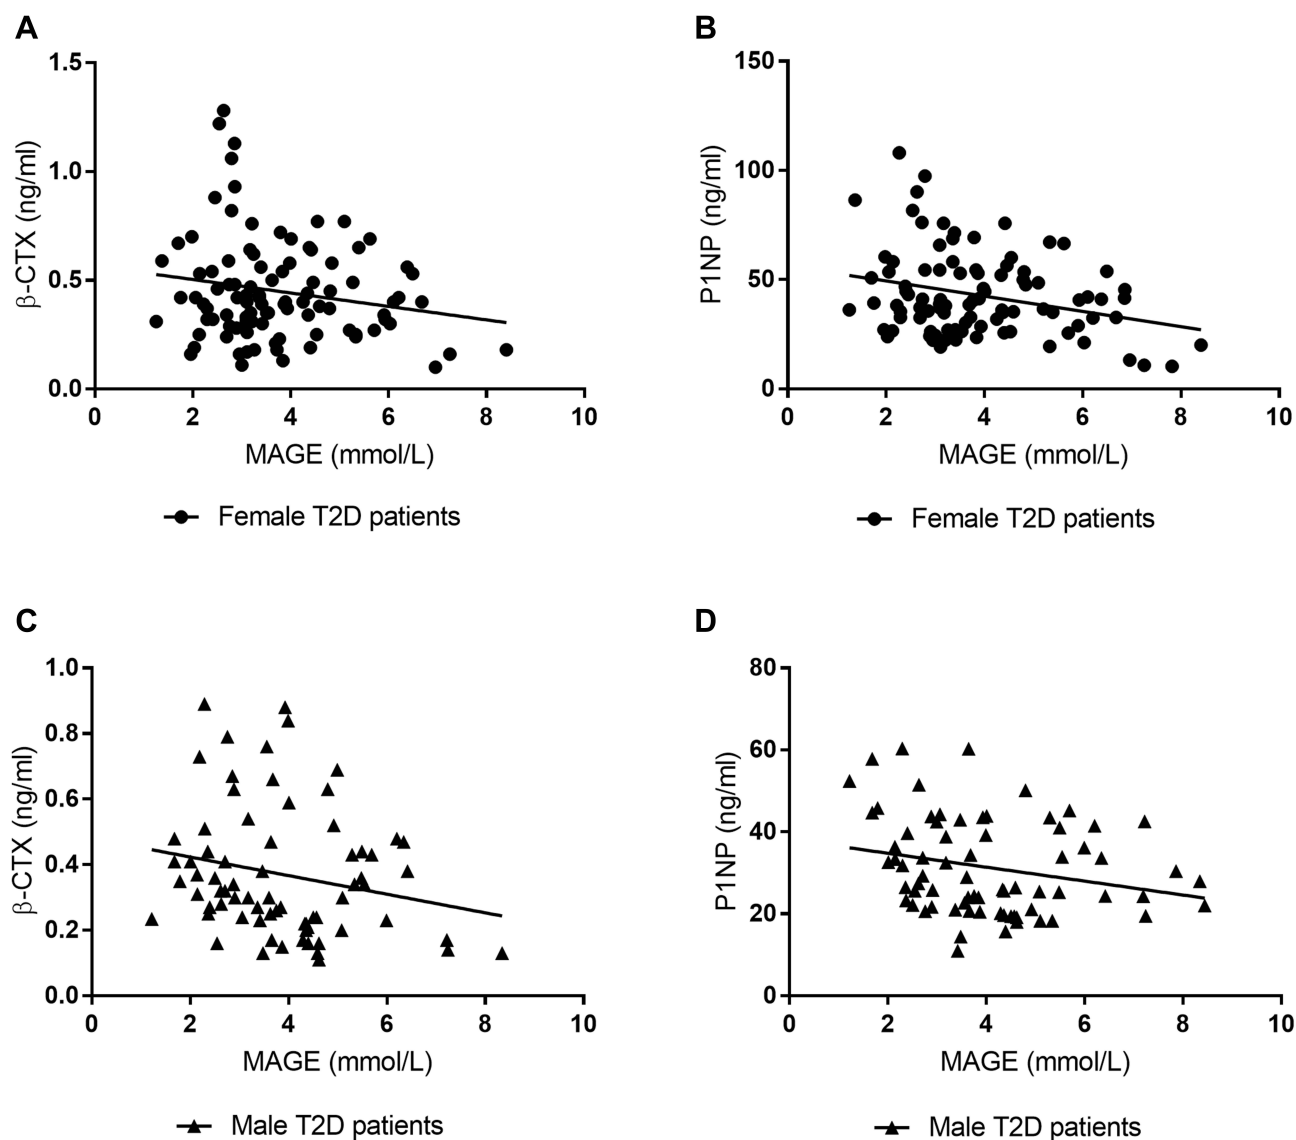 A
1.5
1.0
0.5
0.0
β-CTX (ng/ml)
0 2 4 6 8 10
MAGE (mmol/L)
Female T2D patients
B
150
100
50
0
P1NP (ng/ml)
0 2 4 6 8 10
MAGE (mmol/L)
Female T2D patients
C
1.0
0.8
0.6
0.4
0.2
0.0
β-CTX (ng/ml)
0 2 4 6 8 10
MAGE (mmol/L)
Male T2D patients
D
80
60
40
20
0
P1NP (ng/ml)
0 2 4 6 8 10
MAGE (mmol/L)
Male T2D patients